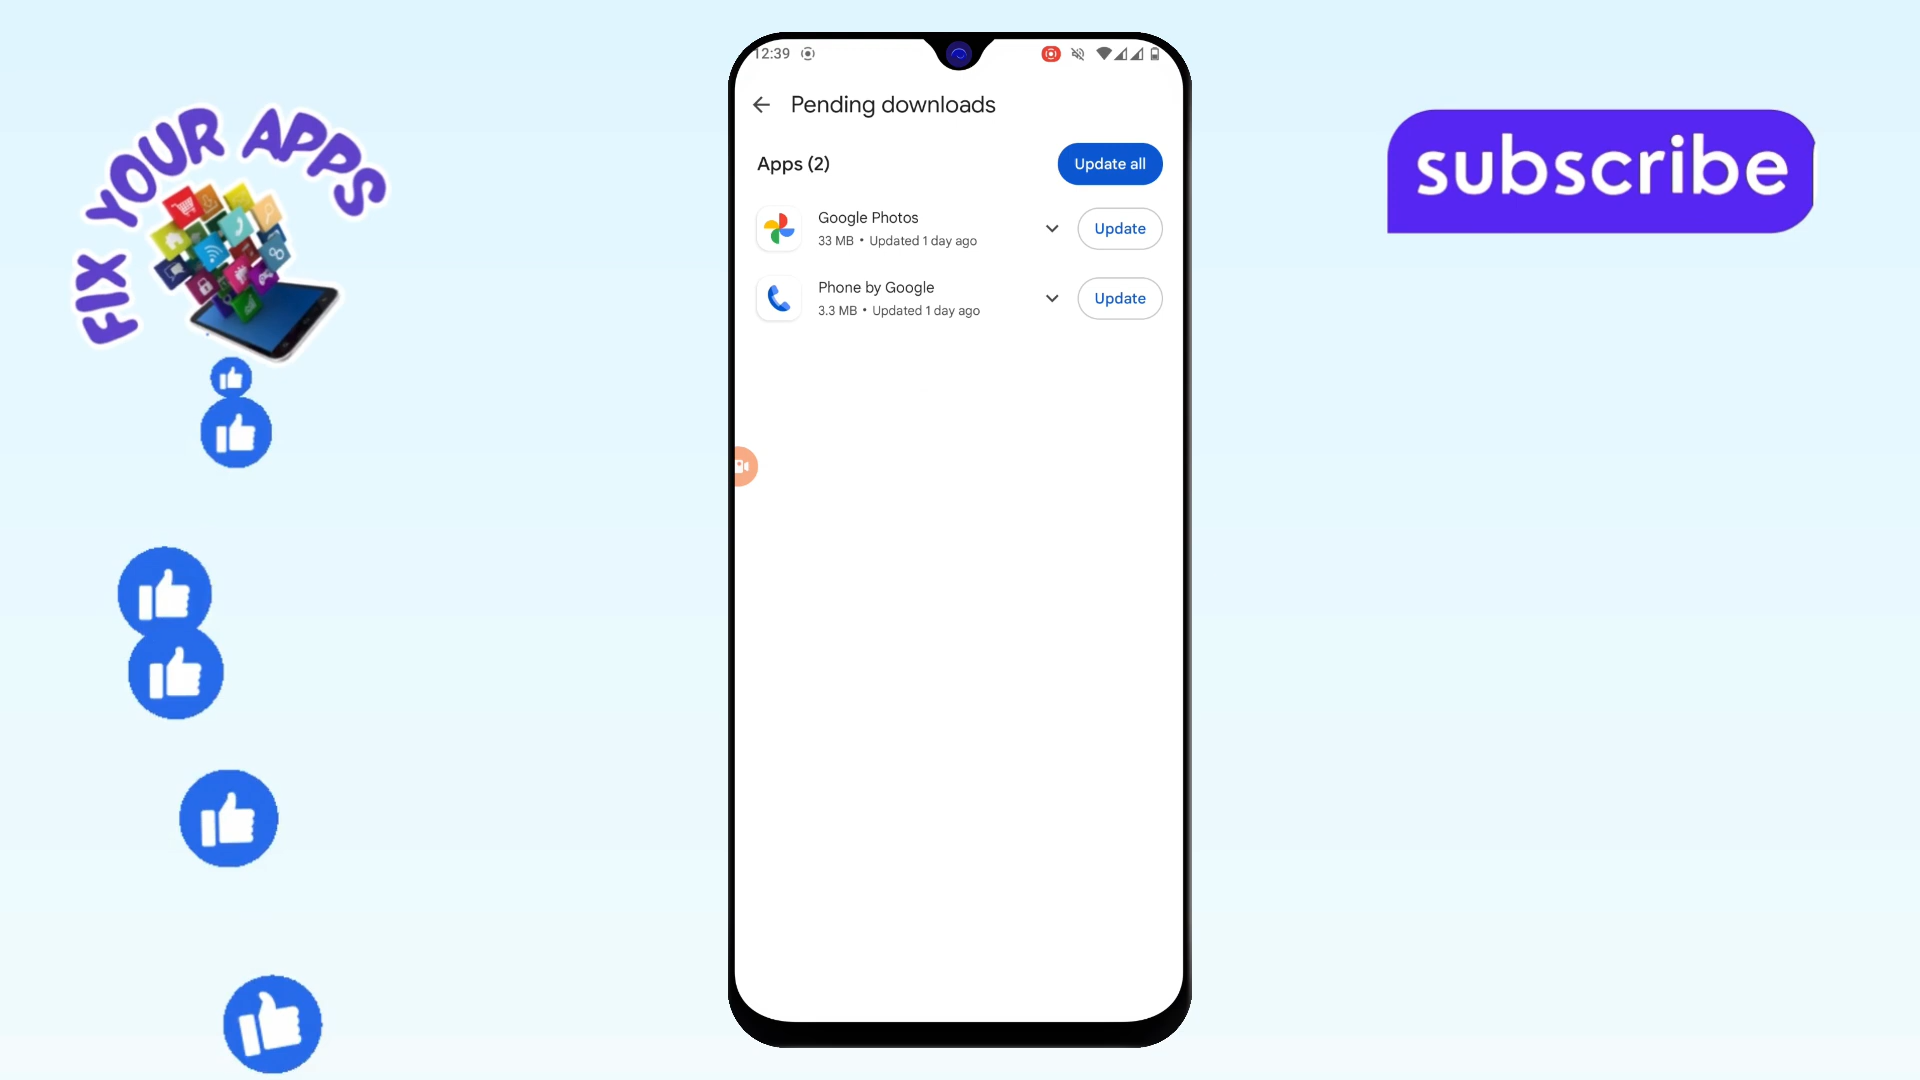 FIX YOUR APPS
subscribe
12:39
Pending downloads
Apps (2)
Update all
Google Photos
33 MB • Updated 1 day ago
Update
Phone by Google
3.3 MB • Updated 1 day ago
Update